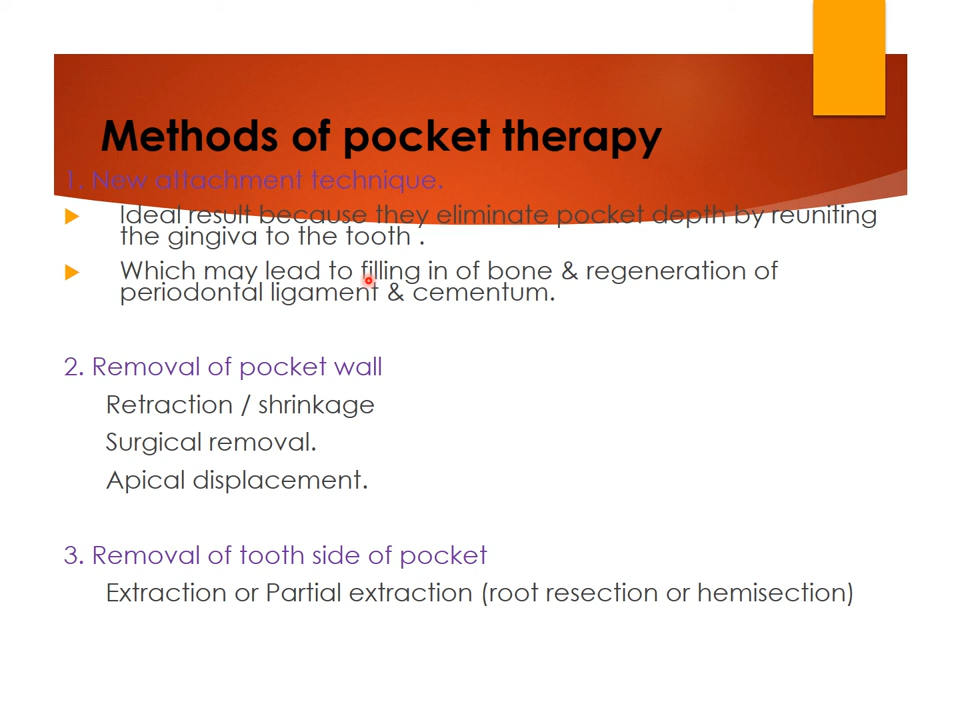 Methods of pocket therapy
1. New attachment technique.
Ideal result because they eliminate pocket depth by reuniting
the gingiva to the tooth .
Which may lead to filling in of bone & regeneration of
periodontal ligament & cementum.
2. Removal of pocket wall
Retraction / shrinkage
Surgical removal.
Apical displacement.
3. Removal of tooth side of pocket
Extraction or Partial extraction (root resection or hemisection)